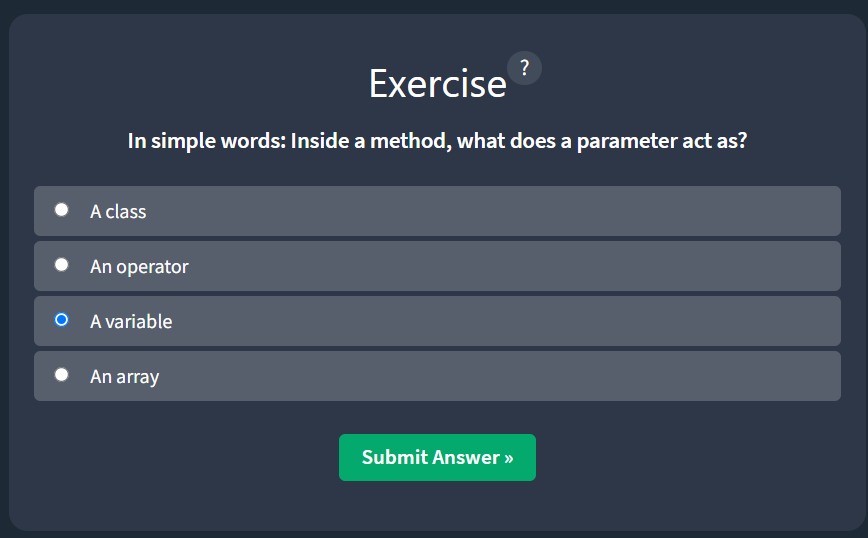 Exercise ?
In simple words: Inside a method, what does a parameter act as?
A class
An operator
A variable
An array
Submit Answer »